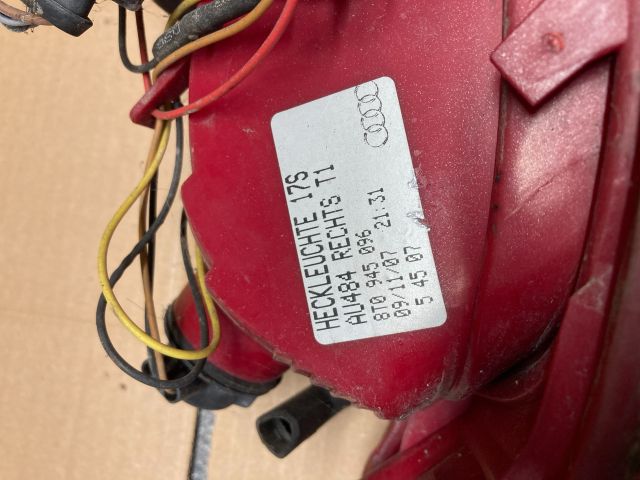 HECKLEUCHTE 17S
AU484 RECHTS T1
8T0 945 096 21:31
09/11/07
5 45 07